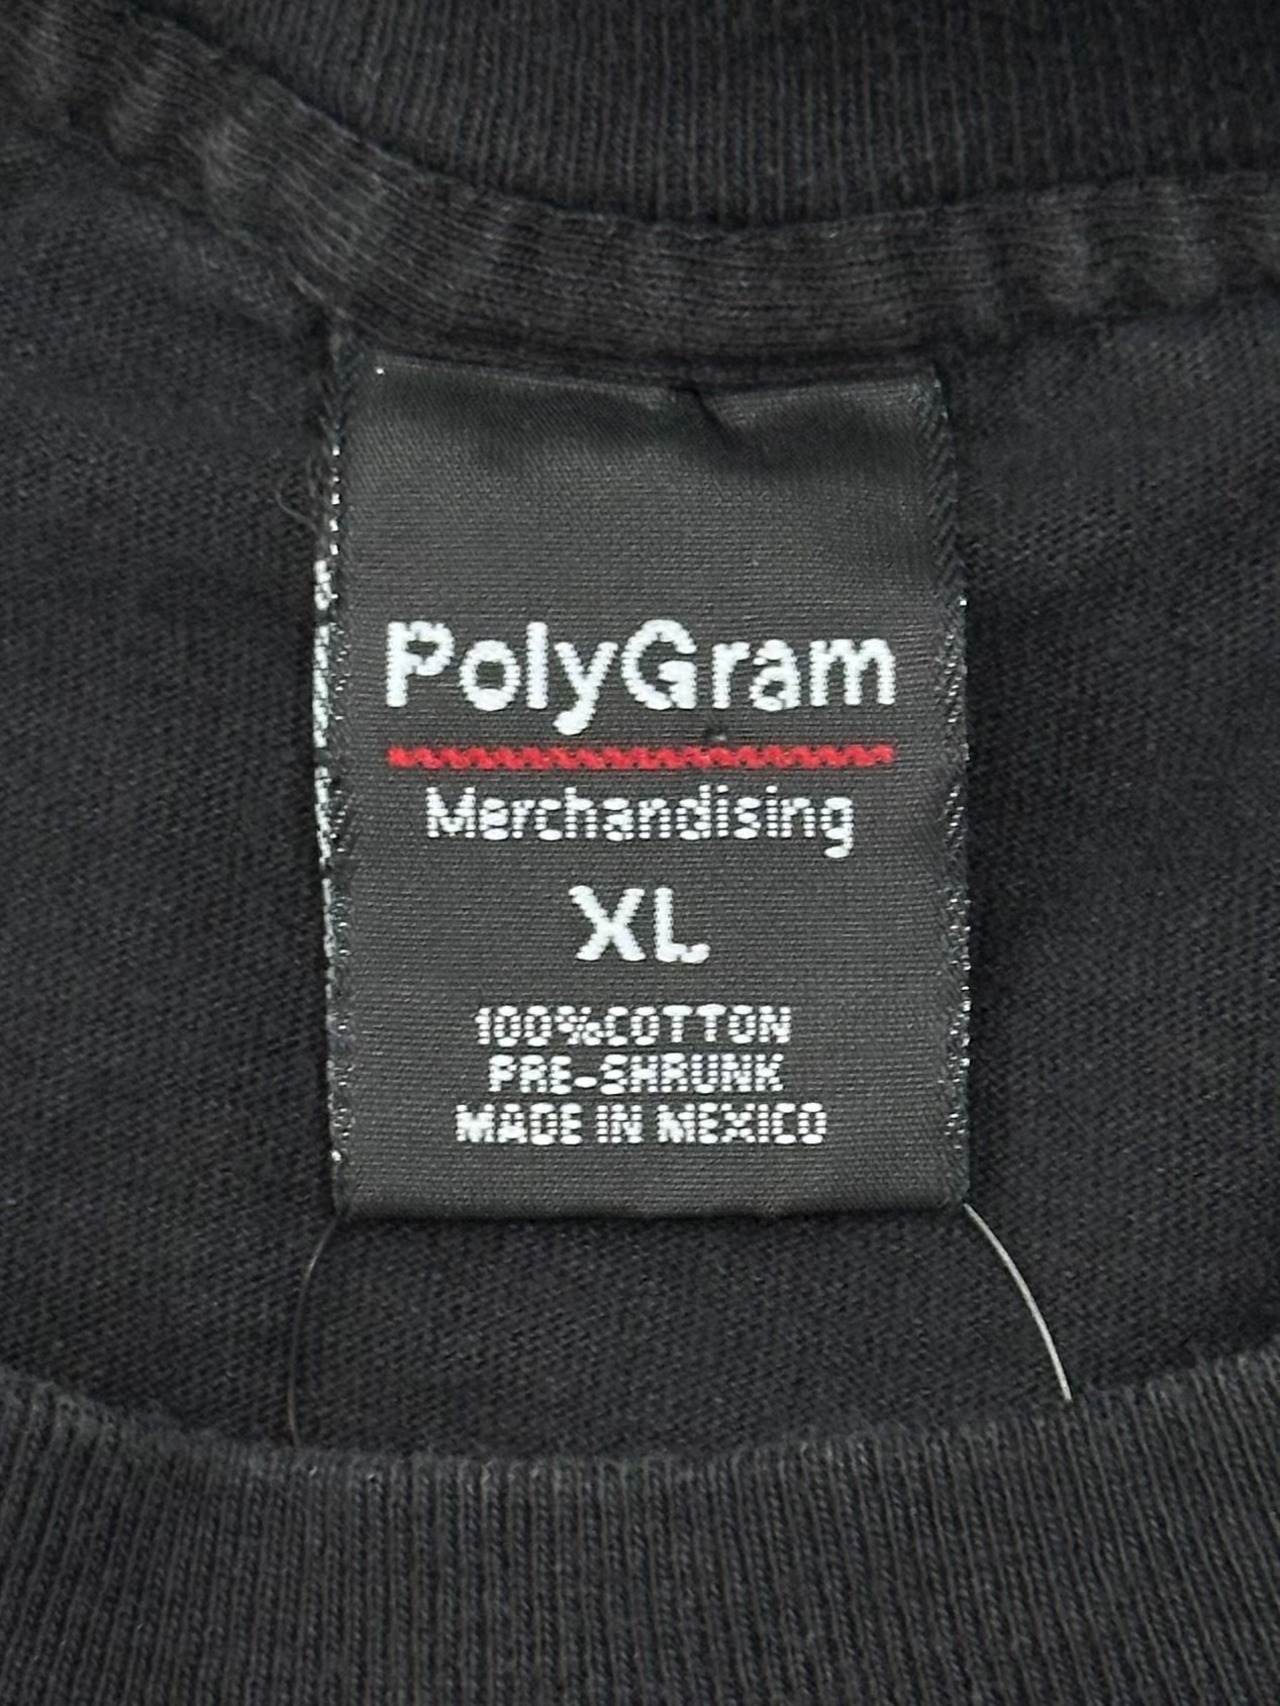 PolyGram
Merchandising
XL
100%COTTON
PRE-SHRUNK
MADE IN MEXICO